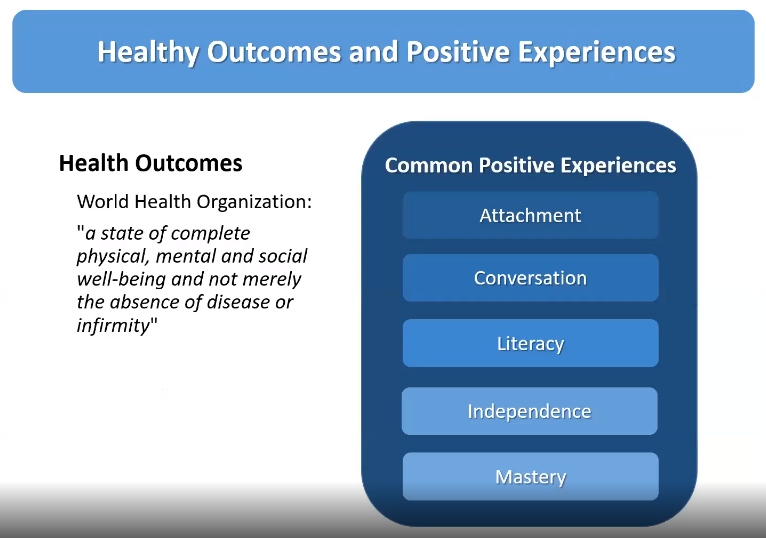 Healthy Outcomes and Positive Experiences
Health Outcomes
World Health Organization:
"a state of complete
physical, mental and social
well-being and not merely
the absence of disease or
infirmity"
Common Positive Experiences
Attachment
Conversation
Literacy
Independence
Mastery